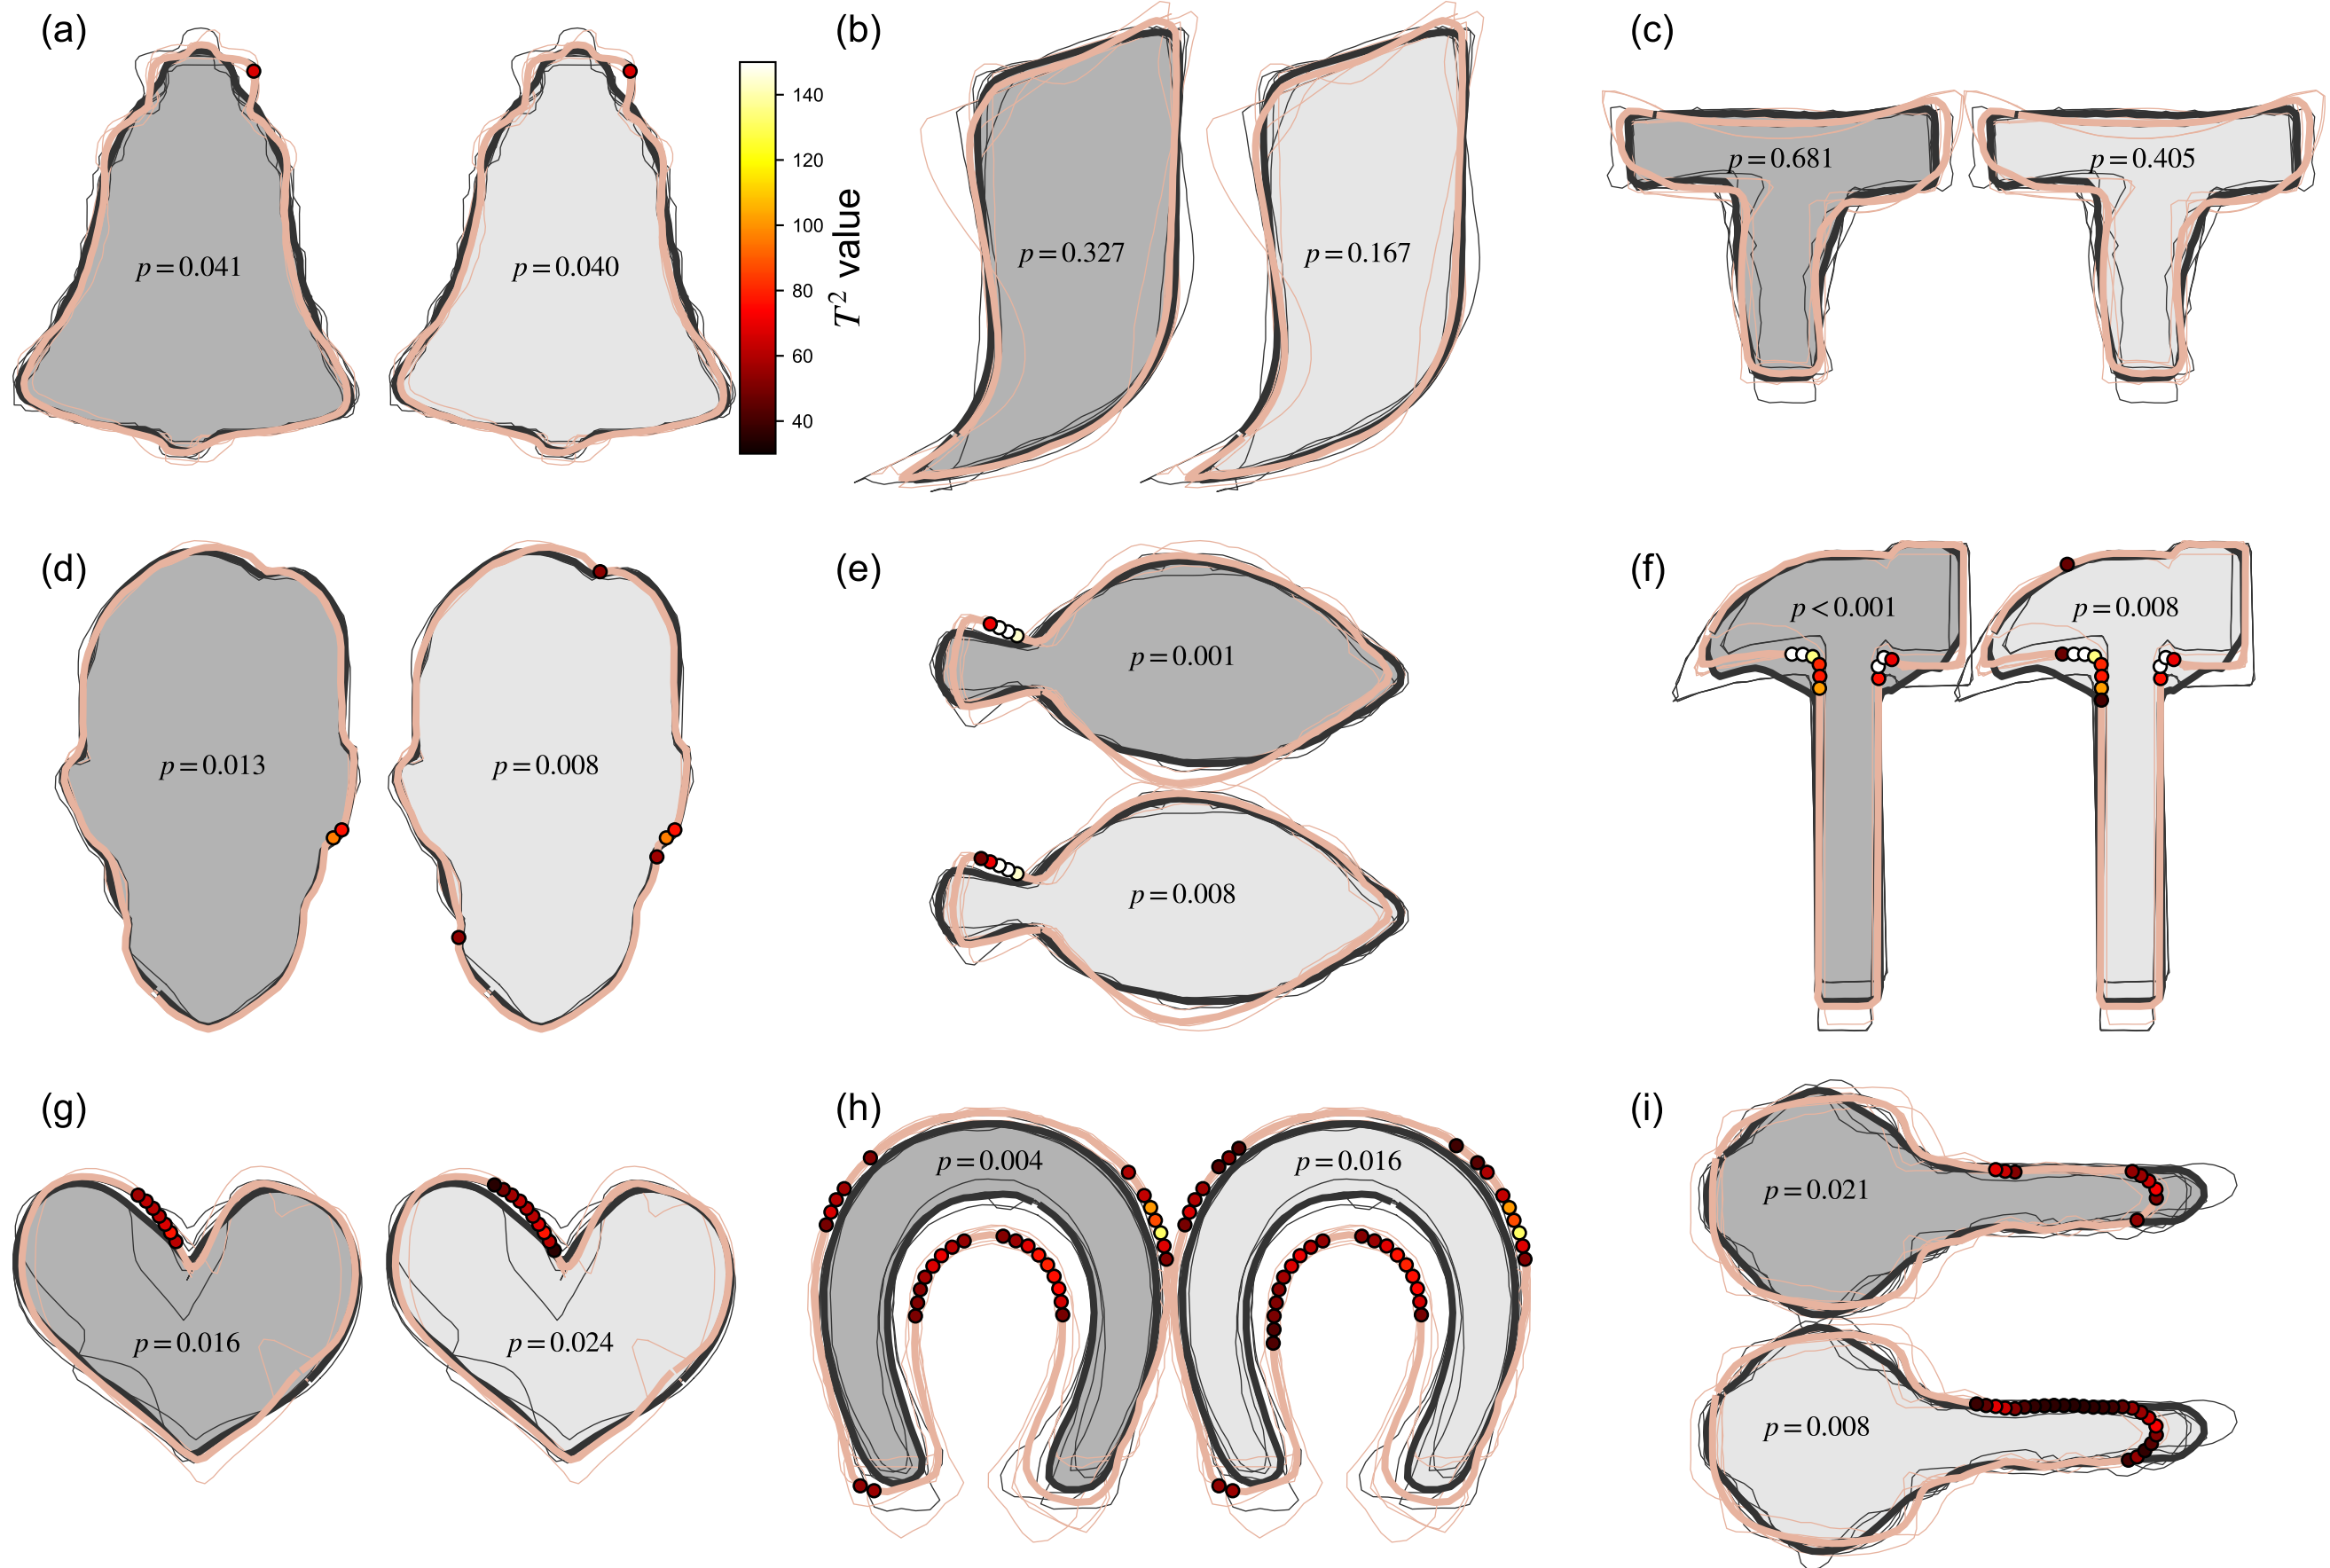 (a)
p = 0.041
p = 0.040
140
120
100
80
60
40
T² value
(b)
p = 0.327
p = 0.167
(c)
p = 0.681
p = 0.405
(d)
p = 0.013
p = 0.008
(e)
p = 0.001
p = 0.008
(f)
p < 0.001
p = 0.008
(g)
p = 0.016
p = 0.024
(h)
p = 0.004
p = 0.016
(i)
p = 0.021
p = 0.008